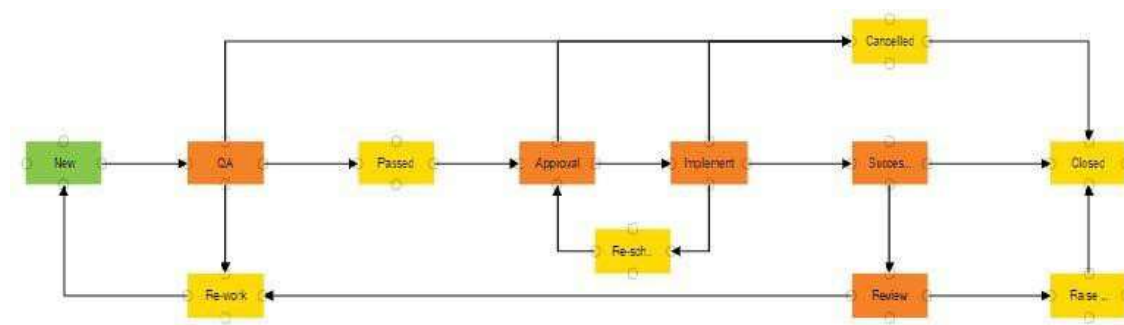 Cancelled
New
QA
Passed
Approval
Implement
Succes...
Closed
Re-sch...
Re-work
Review
Raise ...